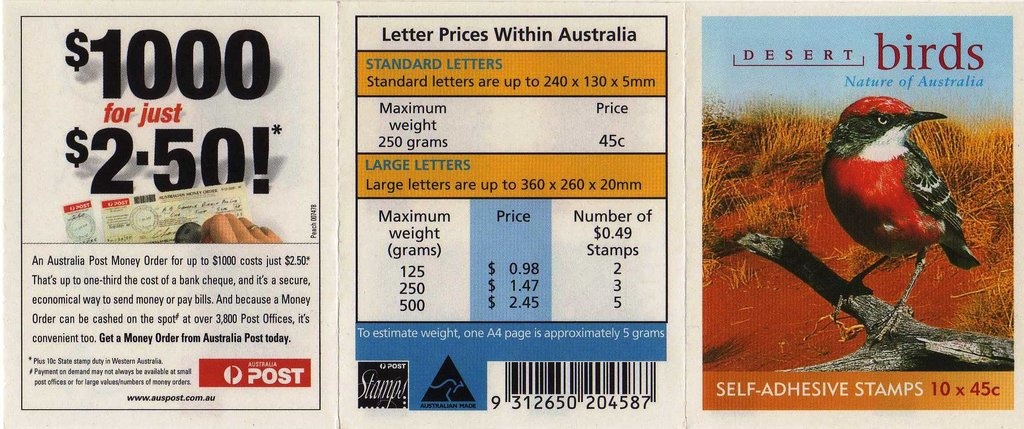 $1000
for just
$2.50!*
POST
POST
AUSTRALIAN MONEY ORDER
Peach 007478
An Australia Post Money Order for up to $1000 costs just $2.50.*
That's up to one-third the cost of a bank cheque, and it's a secure,
economical way to send money or pay bills. And because a Money
Order can be cashed on the spot# at over 3,800 Post Offices, it's
convenient too. Get a Money Order from Australia Post today.
* Plus 10c State stamp duty in Western Australia.
# Payment on demand may not always be available at small
post offices or for large values/numbers of money orders.
AUSTRALIA
POST
www.auspost.com.au
Letter Prices Within Australia
STANDARD LETTERS
Standard letters are up to 240 x 130 x 5mm
Maximum weight Price
250 grams 45c
LARGE LETTERS
Large letters are up to 360 x 260 x 20mm
Maximum Price Number of
weight $0.49
(grams) Stamps
125 $ 0.98 2
250 $ 1.47 3
500 $ 2.45 5
To estimate weight, one A4 page is approximately 5 grams
POST
Stamps
AUSTRALIAN MADE
9 312650 204587
DESERT birds
Nature of Australia
SELF-ADHESIVE STAMPS 10 x 45c